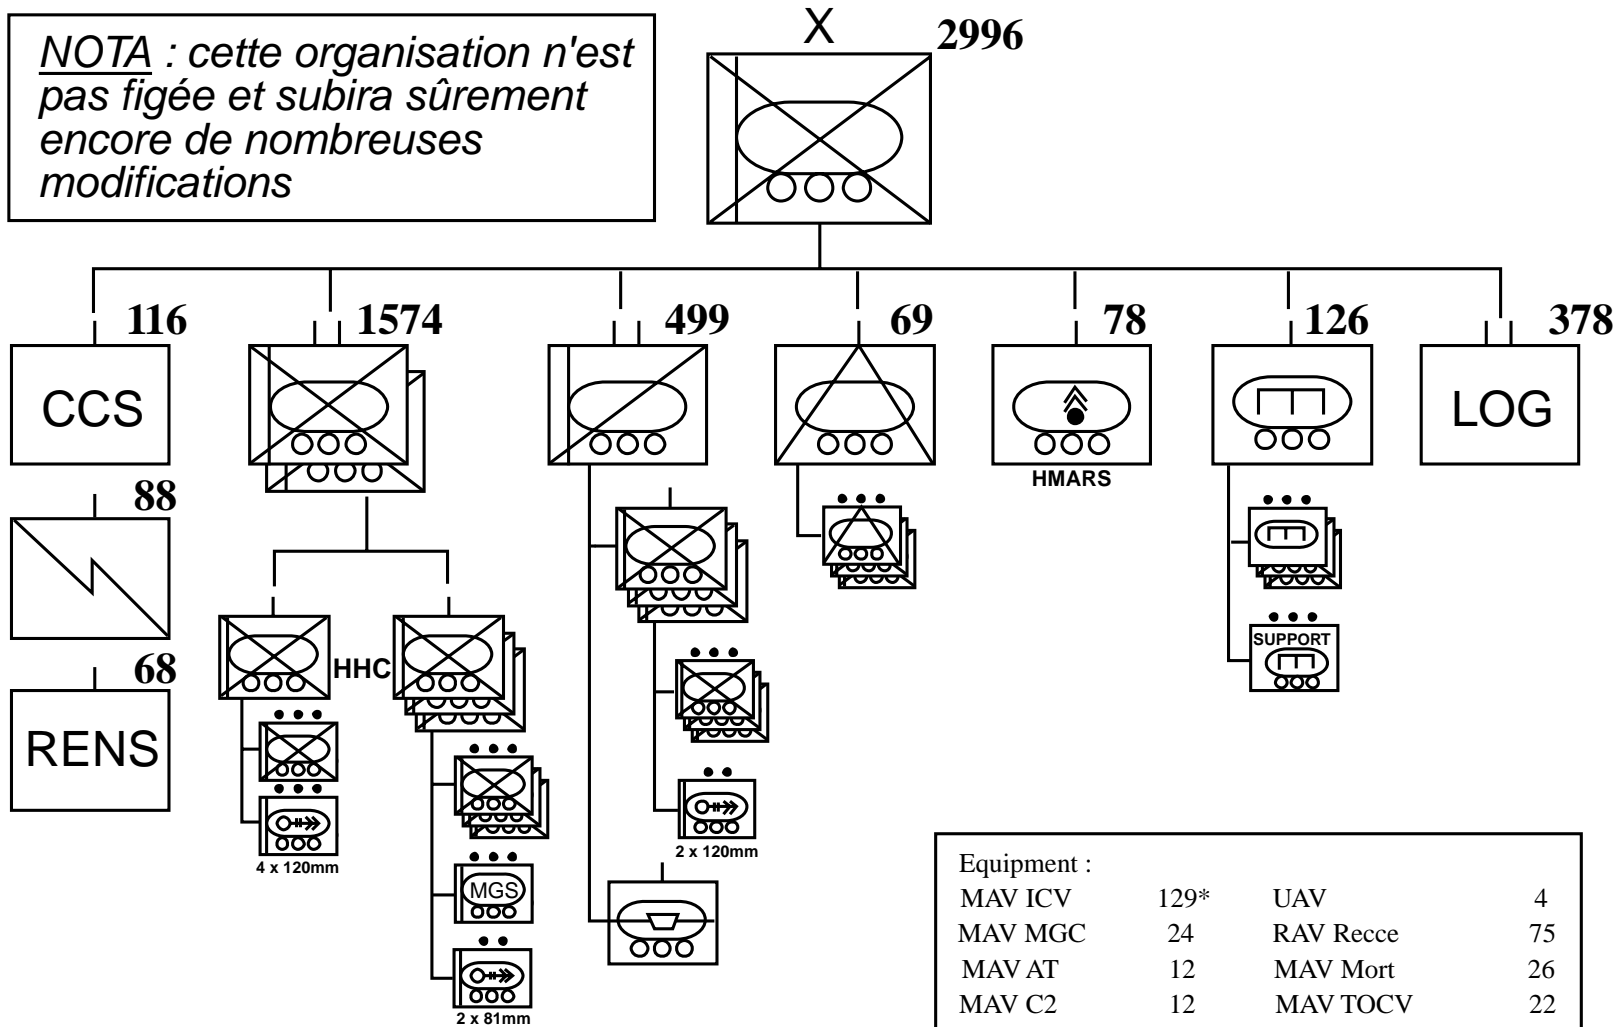 NOTA : cette organisation n'est
pas figée et subira sûrement
encore de nombreuses
modifications
X
2996
116
1574
499
69
78
126
378
CCS
LOG
HMARS
88
68
RENS
HHC
SUPPORT
4 x 120mm
MGS
2 x 81mm
2 x 120mm
Equipment :
MAV ICV 129* UAV 4
MAV MGC 24 RAV Recce 75
MAV AT 12 MAV Mort 26
MAV C2 12 MAV TOCV 22